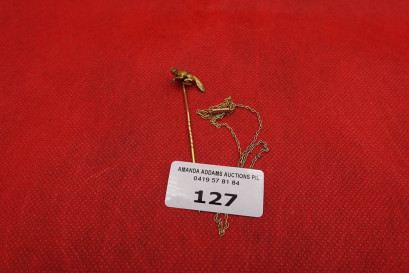 AMANDA ADDAMS AUCTIONS P/L
0419 57 81 84
127